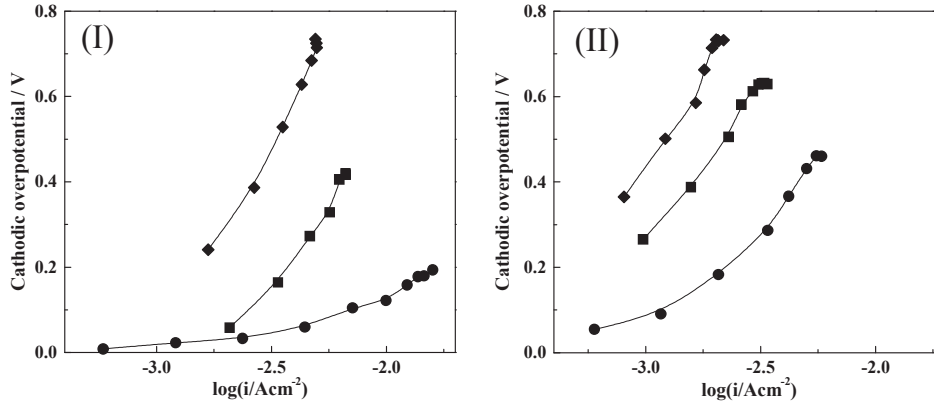 (I)
Cathodic overpotential / V
0.8
0.6
0.4
0.2
0.0
-3.0 -2.5 -2.0
log(i/Acm⁻²)
(II)
Cathodic overpotential / V
0.8
0.6
0.4
0.2
0.0
-3.0 -2.5 -2.0
log(i/Acm⁻²)